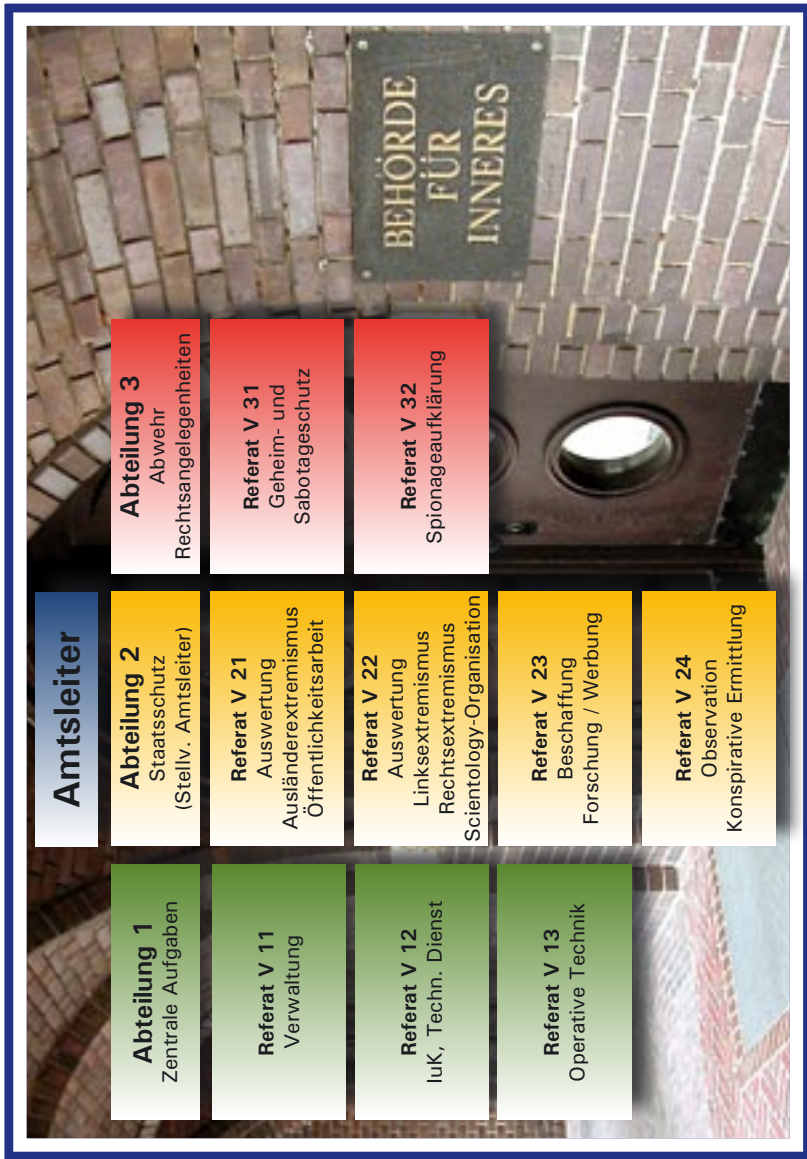 BEHÖRDE
FÜR
INNERES
Amtsleiter
Abteilung 1
Zentrale Aufgaben
Referat V 11
Verwaltung
Referat V 12
IuK, Techn. Dienst
Referat V 13
Operative Technik
Abteilung 2
Staatsschutz
(Stellv. Amtsleiter)
Referat V 21
Auswertung
Ausländerextremismus
Öffentlichkeitsarbeit
Referat V 22
Auswertung
Linksextremismus
Rechtsextremismus
Scientology-Organisation
Referat V 23
Beschaffung
Forschung / Werbung
Referat V 24
Observation
Konspirative Ermittlung
Abteilung 3
Abwehr
Rechtsangelegenheiten
Referat V 31
Geheim- und
Sabotageschutz
Referat V 32
Spionageaufklärung